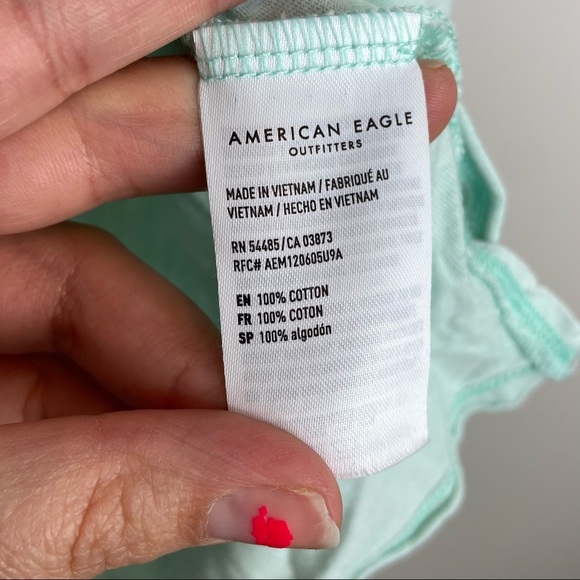 AMERICAN EAGLE
OUTFITTERS
MADE IN VIETNAM / FABRIQUÉ AU
VIETNAM / HECHO EN VIETNAM
RN 54485 / CA 03873
RFC# AEM120605U9A
EN 100% COTTON
FR 100% COTON
SP 100% algodón